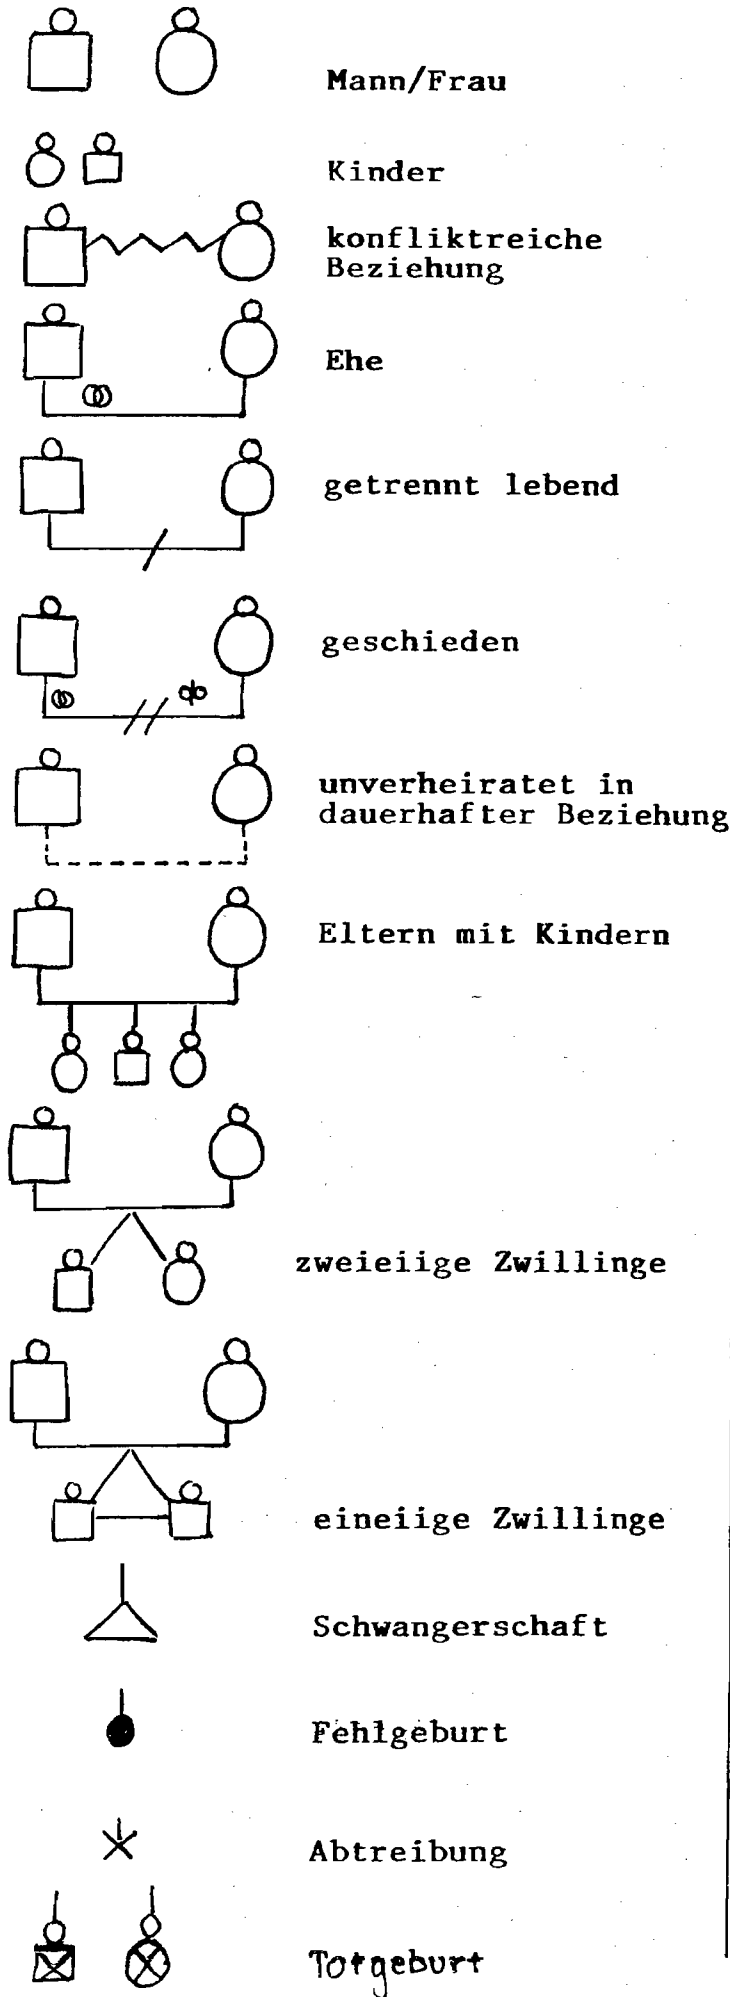 Mann/Frau
Kinder
konfliktreiche
Beziehung
Ehe
getrennt lebend
geschieden
unverheiratet in
dauerhafter Beziehung
Eltern mit Kindern
zweieiige Zwillinge
eineiige Zwillinge
Schwangerschaft
Fehlgeburt
Abtreibung
Totgeburt